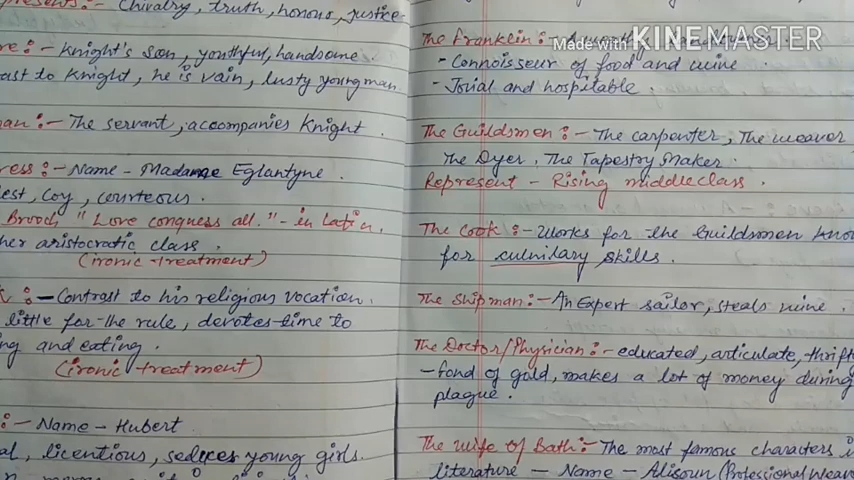 Chivalry, truth, honour, justice
re :- Knight's son, youthful, handsome.
ast to Knight, he is vain, lusty young man.
an :- The servant, accompanies Knight.
ress :- Name - Madame Eglantyne.
est, Coy, courteous.
Brooch "Love conquess all." - in Latin.
her aristocratic class.
(ironic treatment)
:- Contrast to his religious vocation.
little for the rule, devotes time to
ng and eating.
(ironic treatment)
:- Name - Hubert
al, licentious, seduces young girls.
The Franklin :-
Made with KINEMASTER
- Connoisseur of food and wine.
- Jovial and hospitable.
The Guildsmen :- The carpenter, The weaver
The Dyer, The Tapestry Maker.
Represent - Rising middle class.
The Cook :- Works for the Guildsmen know
for culnilary skills.
The Shipman :- An Expert sailor, steals wine.
The Doctor/Physician :- educated, articulate, thrift
- fond of gold, makes a lot of money during
plague.
The Wife of Bath :- The most famous characters i
literature - Name - Alisoun (Professional Weav